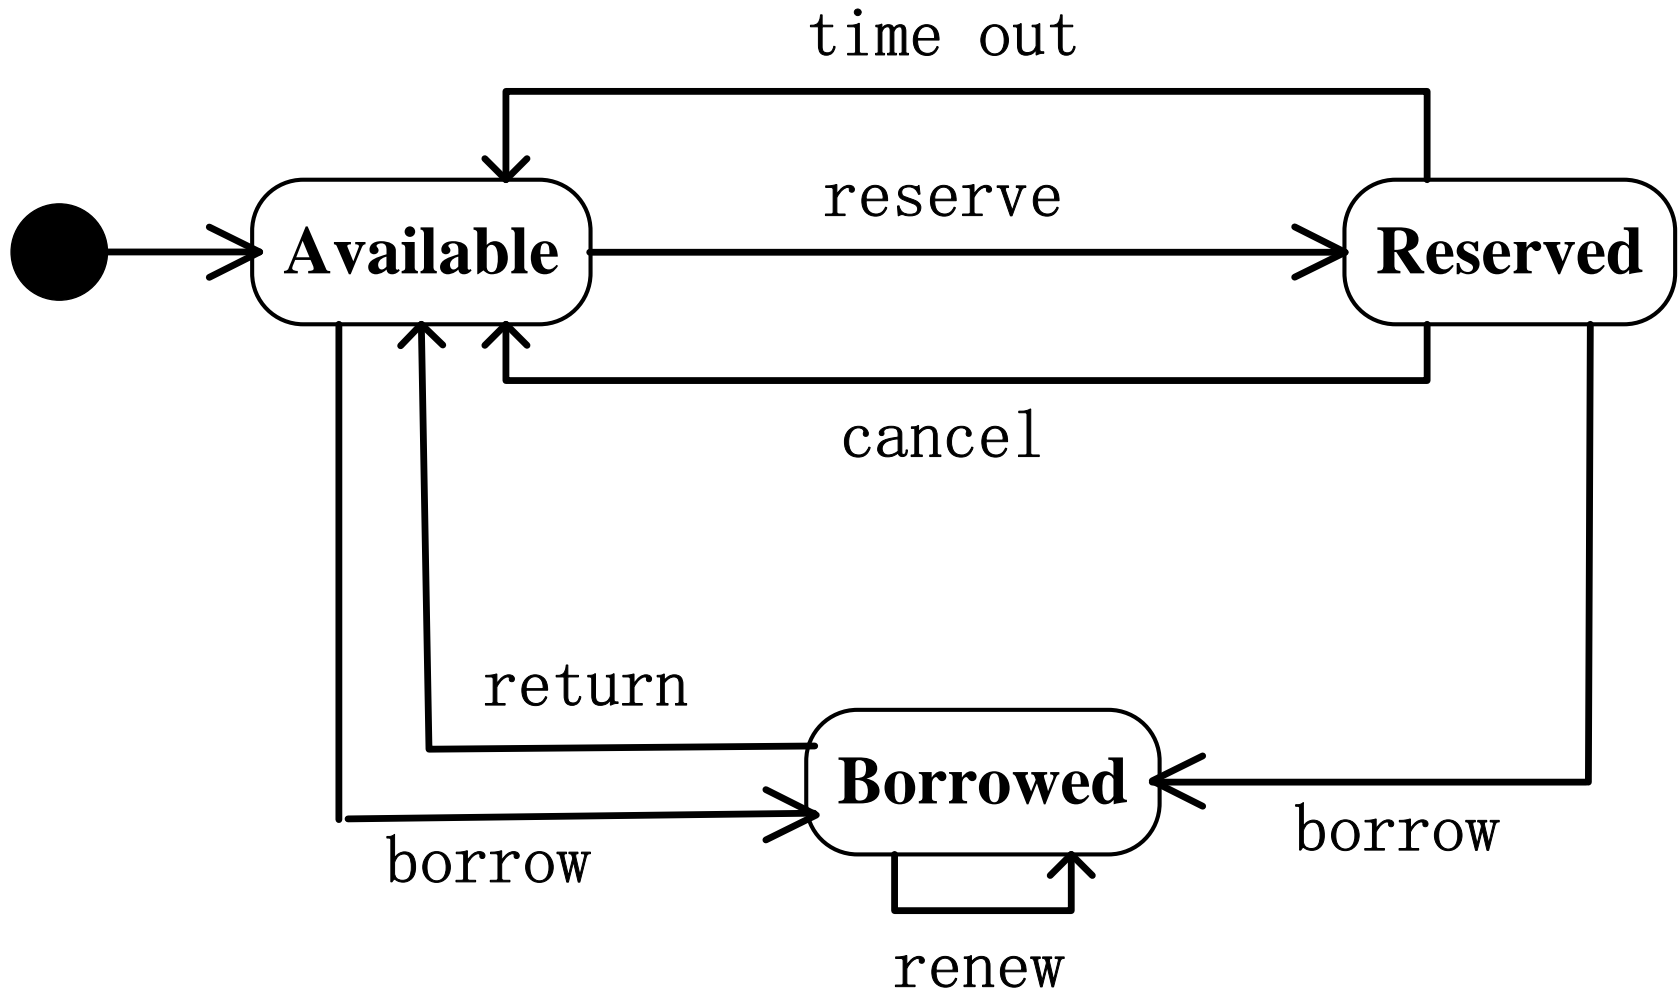 time out
reserve
Available
Reserved
cancel
return
Borrowed
borrow
borrow
renew